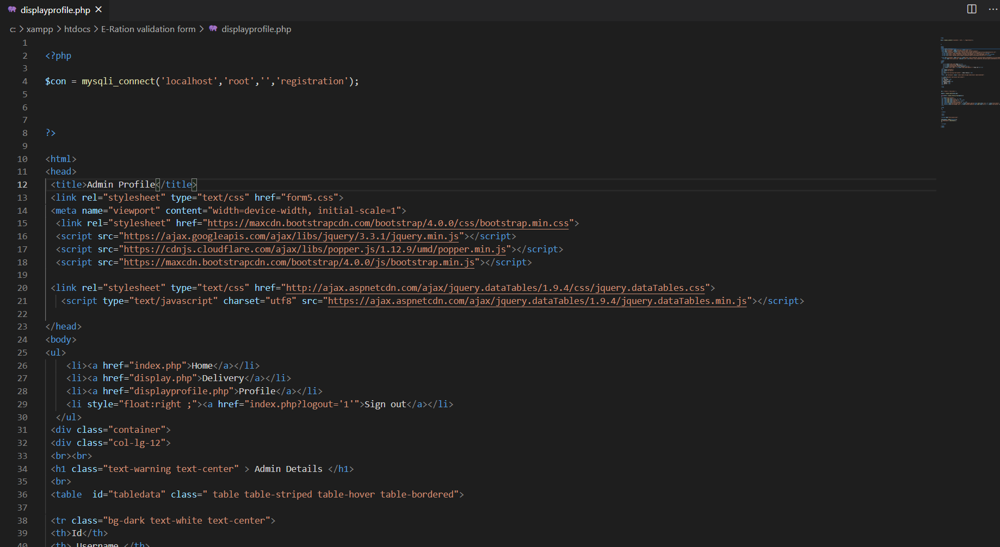 displayprofile.php
c: > xampp > htdocs > E-Ration validation form > displayprofile.php
1
2 <?php
3
4 $con = mysqli_connect('localhost','root','','registration');
5
6
7
8 ?>
9
10 <html>
11 <head>
12 <title>Admin Profile</title>
13 <link rel="stylesheet" type="text/css" href="form5.css">
14 <meta name="viewport" content="width=device-width, initial-scale=1">
15 <link rel="stylesheet" href="https://maxcdn.bootstrapcdn.com/bootstrap/4.0.0/css/bootstrap.min.css">
16 <script src="https://ajax.googleapis.com/ajax/libs/jquery/3.3.1/jquery.min.js"></script>
17 <script src="https://cdnjs.cloudflare.com/ajax/libs/popper.js/1.12.9/umd/popper.min.js"></script>
18 <script src="https://maxcdn.bootstrapcdn.com/bootstrap/4.0.0/js/bootstrap.min.js"></script>
19
20 <link rel="stylesheet" type="text/css" href="http://ajax.aspnetcdn.com/ajax/jquery.dataTables/1.9.4/css/jquery.dataTables.css">
21 <script type="text/javascript" charset="utf8" src="https://ajax.aspnetcdn.com/ajax/jquery.dataTables/1.9.4/jquery.dataTables.min.js"></script>
22
23 </head>
24 <body>
25 <ul>
26 <li><a href="index.php">Home</a></li>
27 <li><a href="display.php">Delivery</a></li>
28 <li><a href="displayprofile.php">Profile</a></li>
29 <li style="float:right ;"><a href="index.php?logout='1'">Sign out</a></li>
30 </ul>
31 <div class="container">
32 <div class="col-lg-12">
33 <br><br>
34 <h1 class="text-warning text-center" > Admin Details </h1>
35 <br>
36 <table  id="tabledata" class=" table table-striped table-hover table-bordered">
37
38 <tr class="bg-dark text-white text-center">
39 <th>Id</th>
40 <th> Username </th>